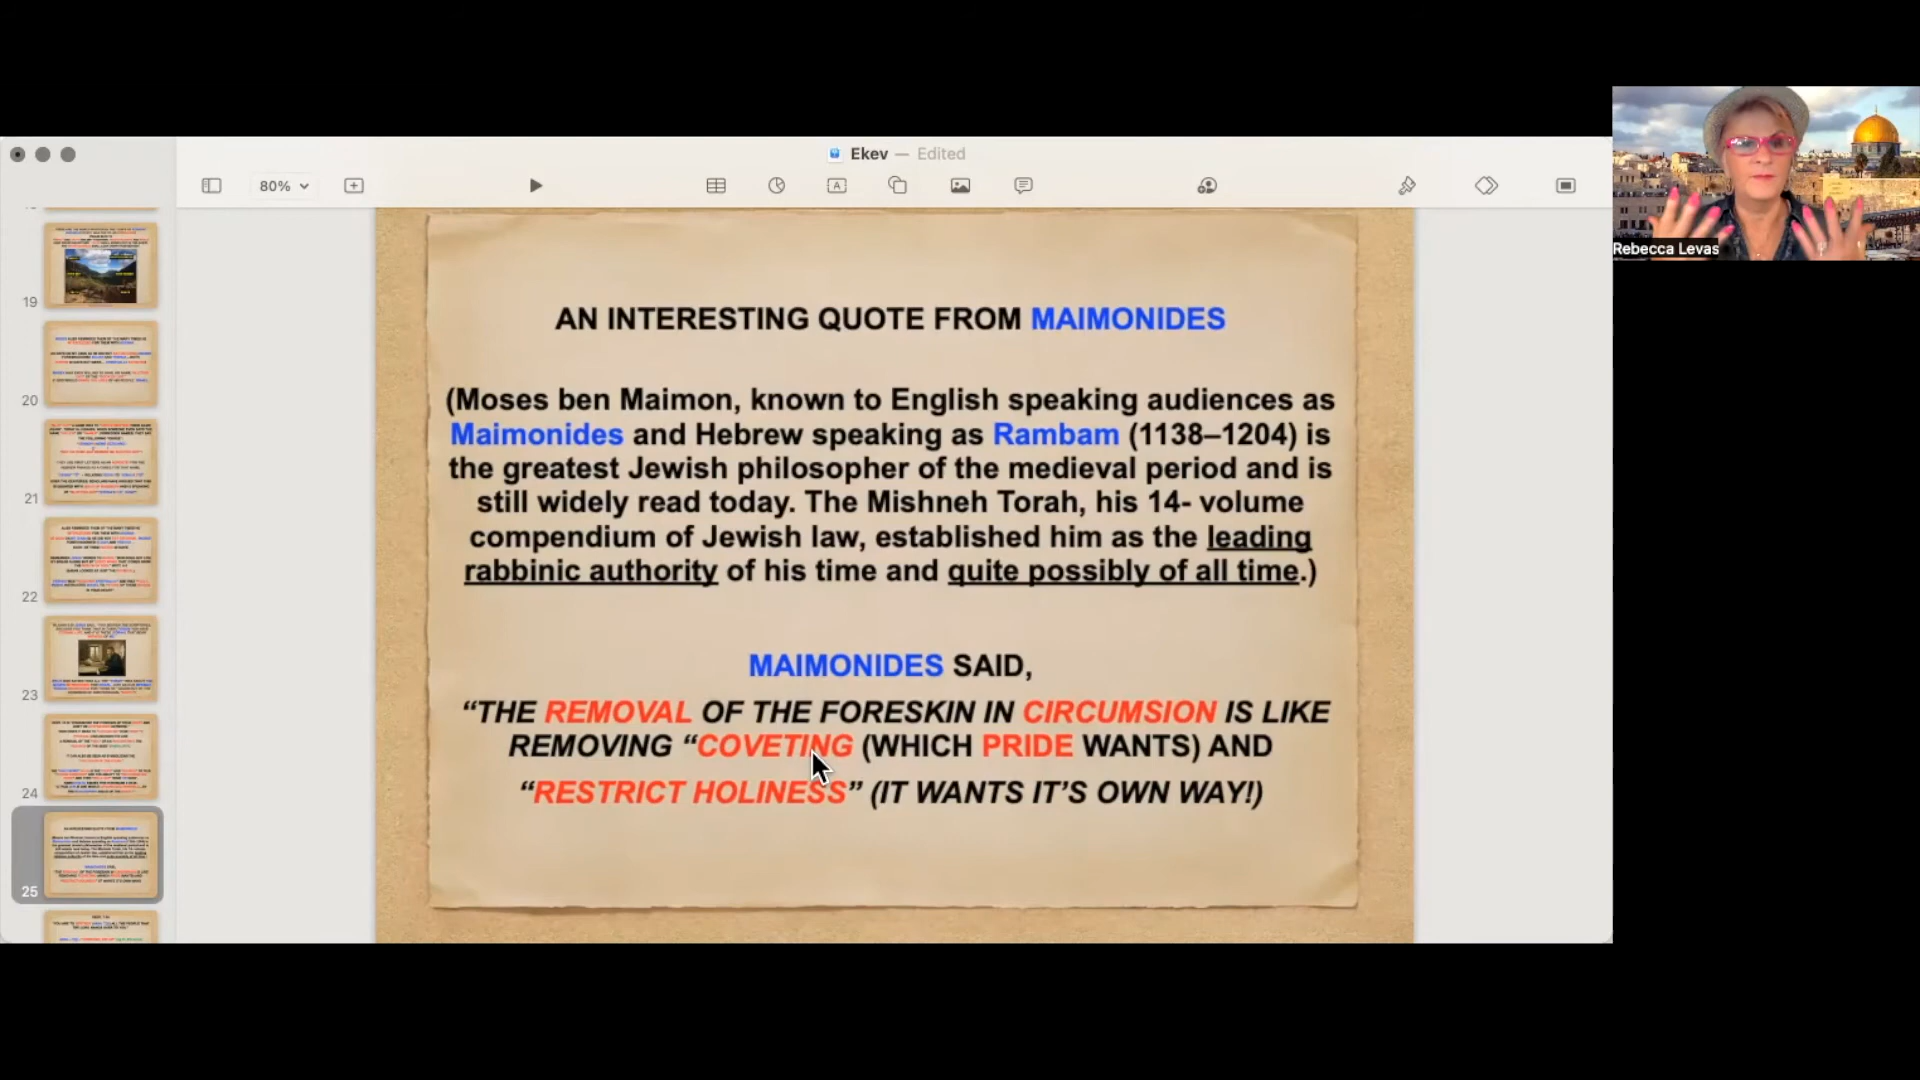 Ekev — Edited
80%
Rebecca Levas
19
20
21
22
23
24
25
AN INTERESTING QUOTE FROM MAIMONIDES
(Moses ben Maimon, known to English speaking audiences as
Maimonides and Hebrew speaking as Rambam (1138–1204) is
the greatest Jewish philosopher of the medieval period and is
still widely read today. The Mishneh Torah, his 14- volume
compendium of Jewish law, established him as the leading
rabbinic authority of his time and quite possibly of all time.)
MAIMONIDES SAID,
“THE REMOVAL OF THE FORESKIN IN CIRCUMSION IS LIKE
REMOVING “COVETING (WHICH PRIDE WANTS) AND
“RESTRICT HOLINESS” (IT WANTS IT’S OWN WAY!)